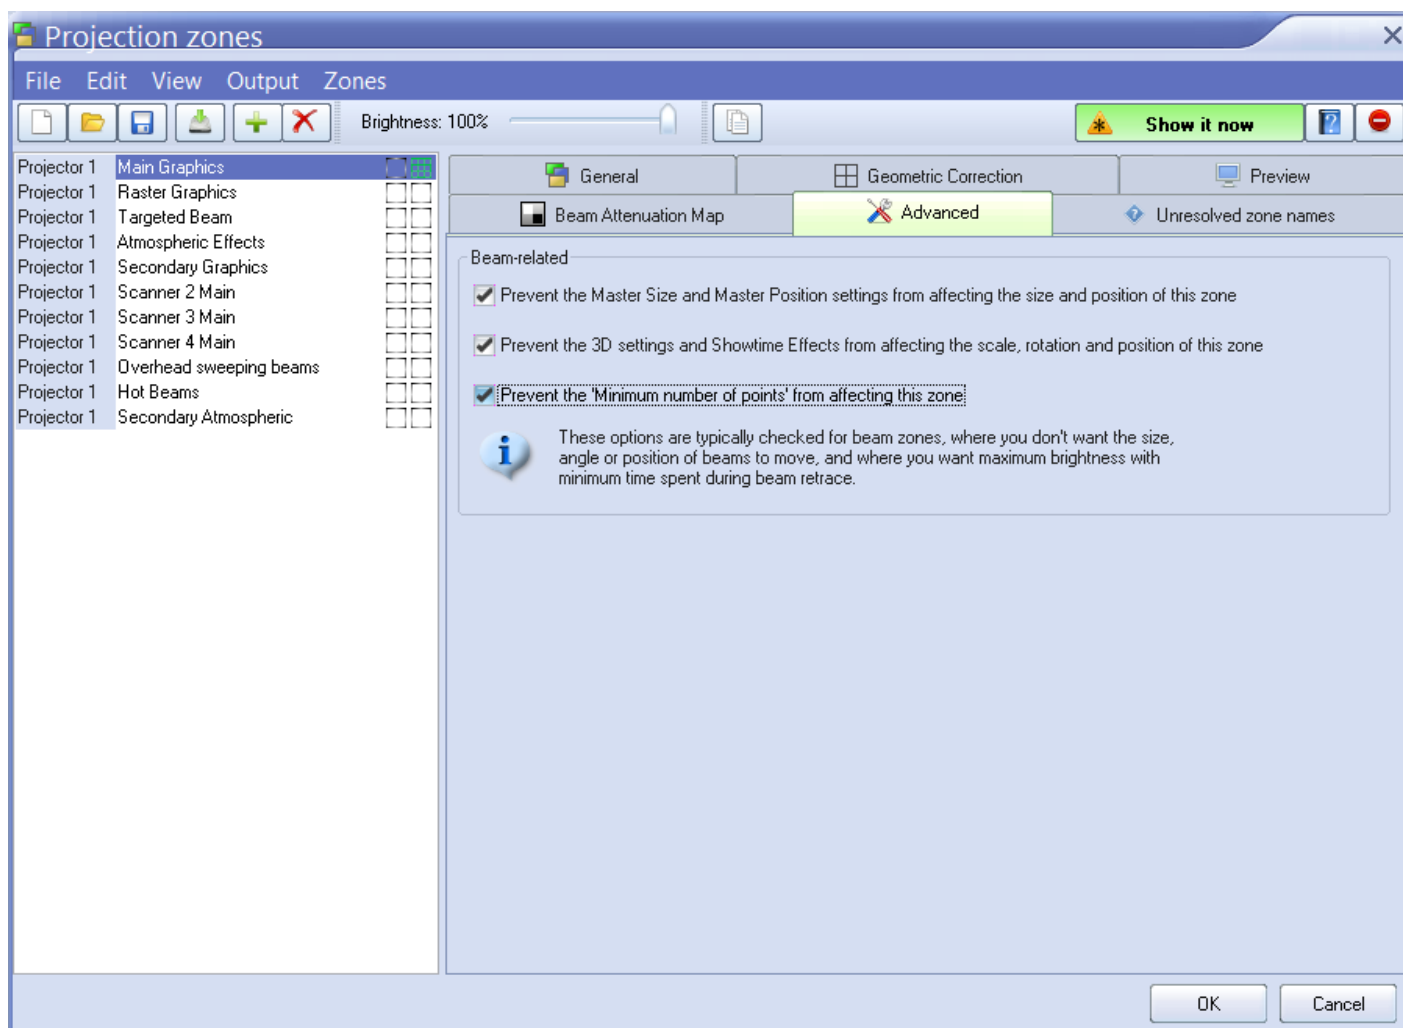 Projection zones
File Edit View Output Zones
Brightness: 100%
Show it now
Projector 1 Main Graphics
Projector 1 Raster Graphics
Projector 1 Targeted Beam
Projector 1 Atmospheric Effects
Projector 1 Secondary Graphics
Projector 1 Scanner 2 Main
Projector 1 Scanner 3 Main
Projector 1 Scanner 4 Main
Projector 1 Overhead sweeping beams
Projector 1 Hot Beams
Projector 1 Secondary Atmospheric
General Geometric Correction Preview
Beam Attenuation Map Advanced Unresolved zone names
Beam-related
Prevent the Master Size and Master Position settings from affecting the size and position of this zone
Prevent the 3D settings and Showtime Effects from affecting the scale, rotation and position of this zone
Prevent the 'Minimum number of points' from affecting this zone
These options are typically checked for beam zones, where you don't want the size,
angle or position of beams to move, and where you want maximum brightness with
minimum time spent during beam retrace.
OK Cancel